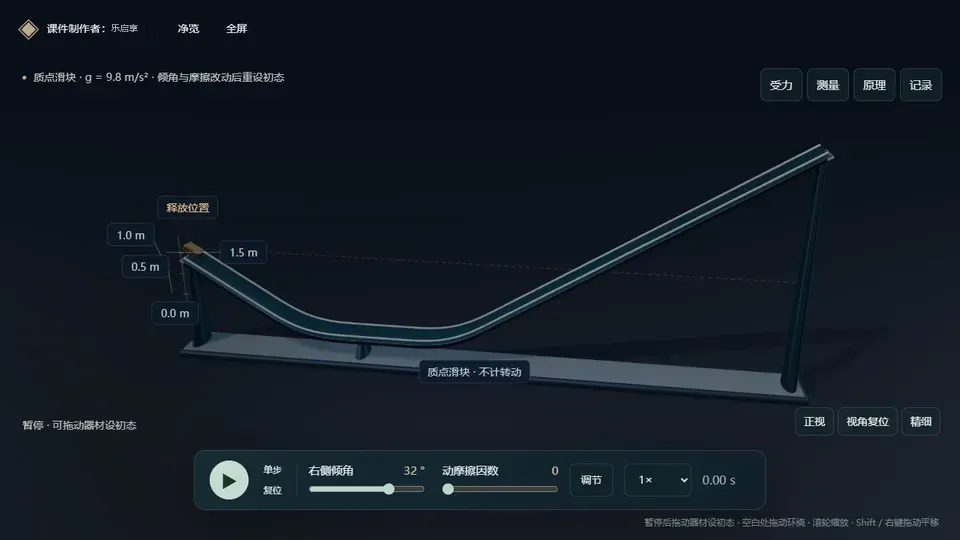 课件制作者：乐启享 净览 全屏
质点滑块 · g = 9.8 m/s² · 倾角与摩擦改动后重设初态
受力 测量 原理 记录
释放位置
1.0 m
1.5 m
0.5 m
0.0 m
质点滑块 · 不计转动
暂停 · 可拖动器材设初态
正视 视角复位 精细
单步
复位
右侧倾角 32 °
动摩擦因数 0
调节
1×
0.00 s
暂停后拖动器材设初态 · 空白处拖动环绕 · 滚轮缩放 · Shift / 右键拖动平移